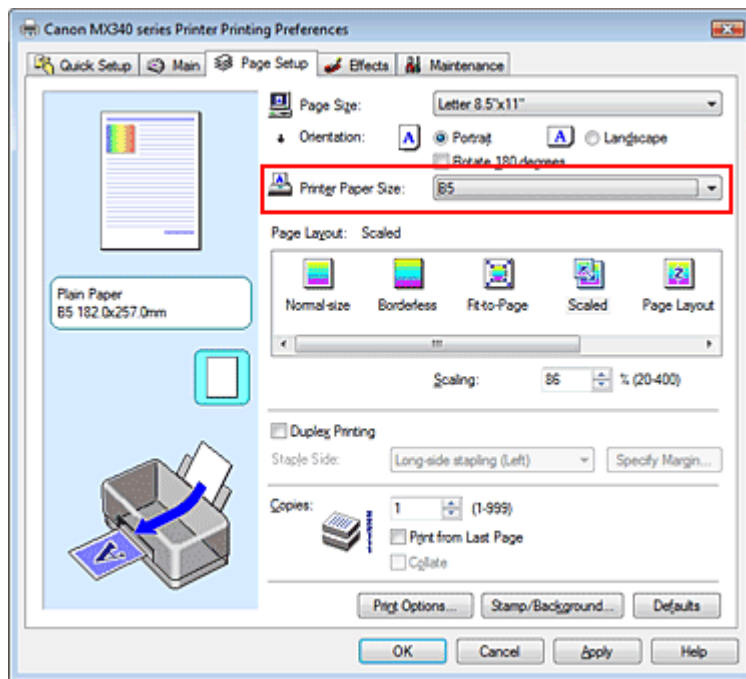 Canon MX340 series Printer Printing Preferences
Quick Setup Main Page Setup Effects Maintenance
Page Size: Letter 8.5"x11"
Orientation: A Portrait A Landscape
Rotate 180 degrees
Printer Paper Size: B5
Page Layout: Scaled
Normal-size Borderless Fit-to-Page Scaled Page Layout
Plain Paper
B5 182.0x257.0mm
Scaling: 86 % (20-400)
Duplex Printing
Staple Side: Long-side stapling (Left) Specify Margin...
Copies: 1 (1-999)
Print from Last Page
Collate
Print Options... Stamp/Background... Defaults
OK Cancel Apply Help